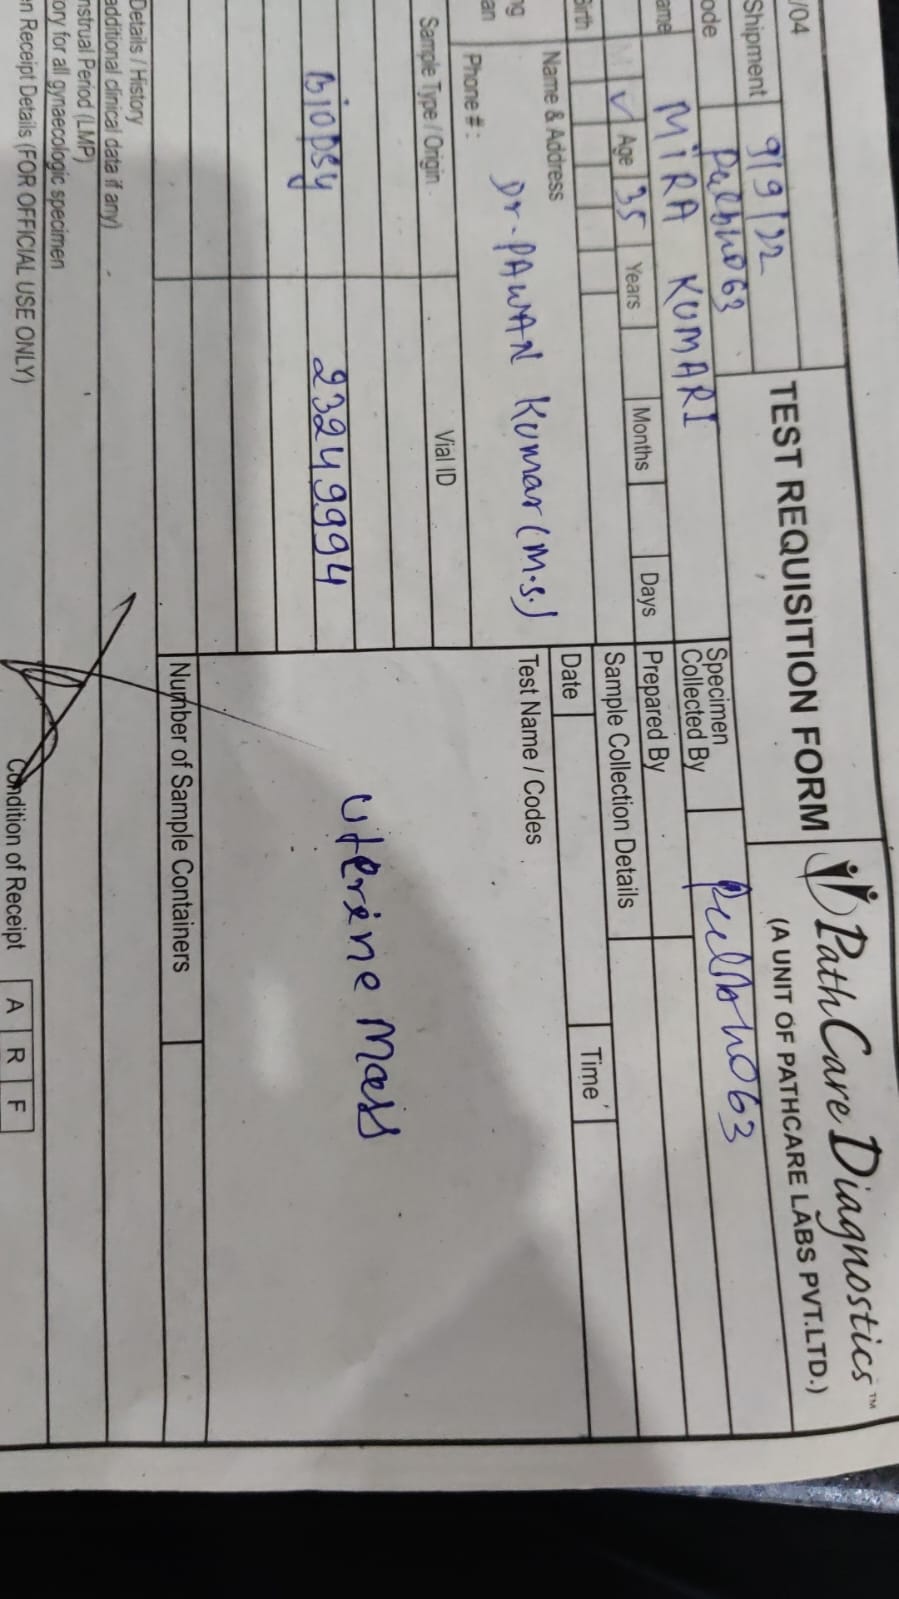 /04
TEST REQUISITION FORM
PathCare Diagnostics™
(A UNIT OF PATHCARE LABS PVT.LTD.)
Shipment 9/9/22
ode
Specimen
Collected By
ame MIRA KUMARI
Prepared By
Age 35 Years Months Days
Sample Collection Details
Birth
Date Time
Name & Address
Dr. PAWAN Kumar (M.S.)
Test Name / Codes
ng
an Phone # :
Sample Type / Origin Vial ID
Biopsy 23249994
Uterine Mass
Number of Sample Containers
Details / History
additional clinical data if any)
nstrual Period (LMP)
ory for all gynaecologic specimen
n Receipt Details (FOR OFFICIAL USE ONLY)
Condition of Receipt A R F